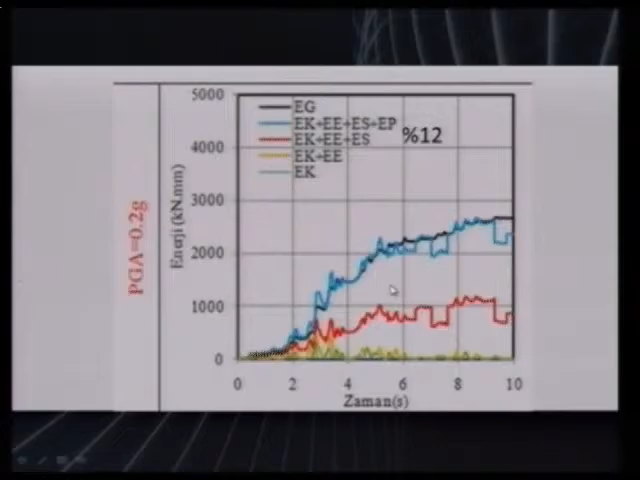 PGA=0.2g
Enerji (kN.mm)
5000
4000
3000
2000
1000
0
EG
EK+EE+ES+EP
EK+EE+ES
EK+EE
EK
%12
0 2 4 6 8 10
Zaman(s)